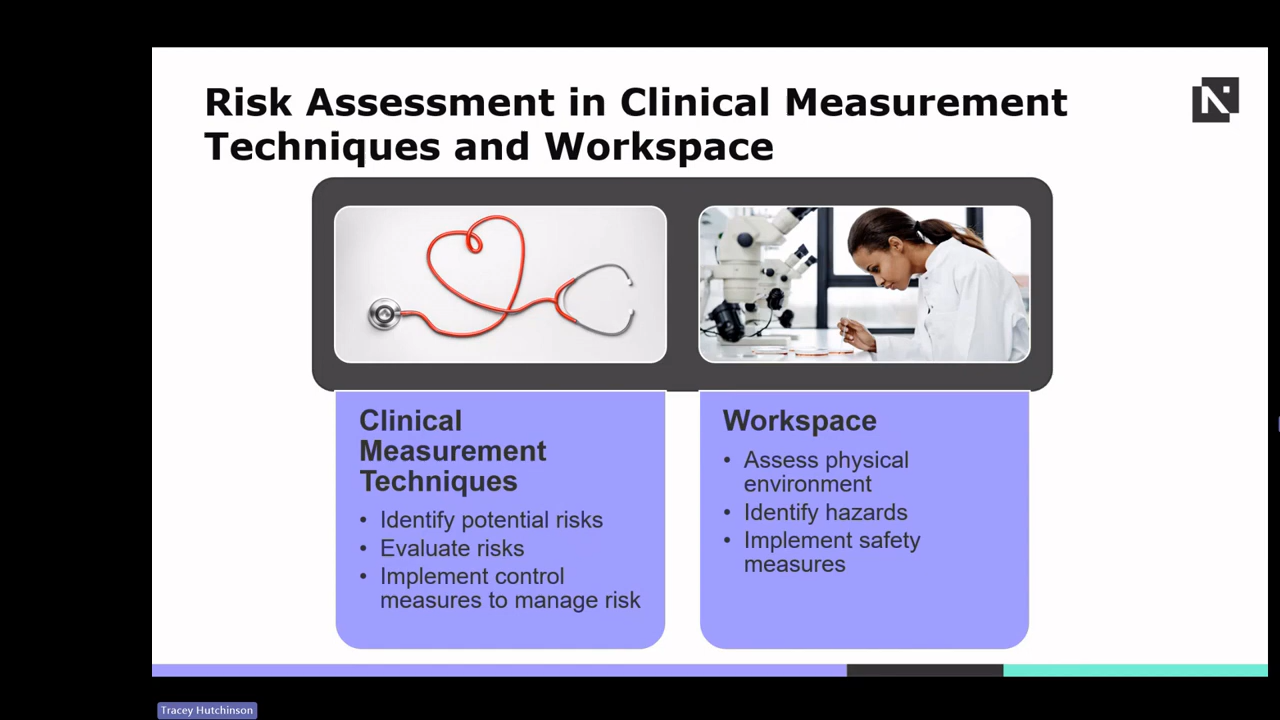 Risk Assessment in Clinical Measurement
Techniques and Workspace
Clinical
Measurement
Techniques
• Identify potential risks
• Evaluate risks
• Implement control
measures to manage risk
Workspace
• Assess physical
environment
• Identify hazards
• Implement safety
measures
Tracey Hutchinson